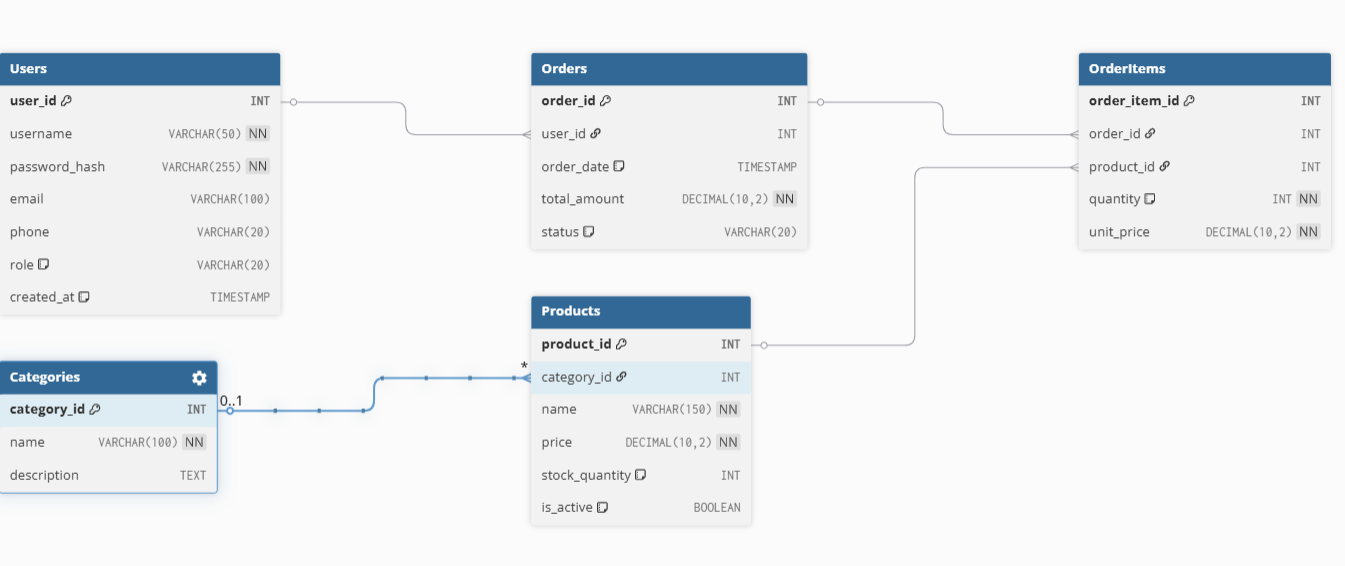 Users
user_id INT
username VARCHAR(50) NN
password_hash VARCHAR(255) NN
email VARCHAR(100)
phone VARCHAR(20)
role VARCHAR(20)
created_at TIMESTAMP
Orders
order_id INT
user_id INT
order_date TIMESTAMP
total_amount DECIMAL(10,2) NN
status VARCHAR(20)
OrderItems
order_item_id INT
order_id INT
product_id INT
quantity INT NN
unit_price DECIMAL(10,2) NN
Categories
category_id INT
name VARCHAR(100) NN
description TEXT
0..1
*
Products
product_id INT
category_id INT
name VARCHAR(150) NN
price DECIMAL(10,2) NN
stock_quantity INT
is_active BOOLEAN